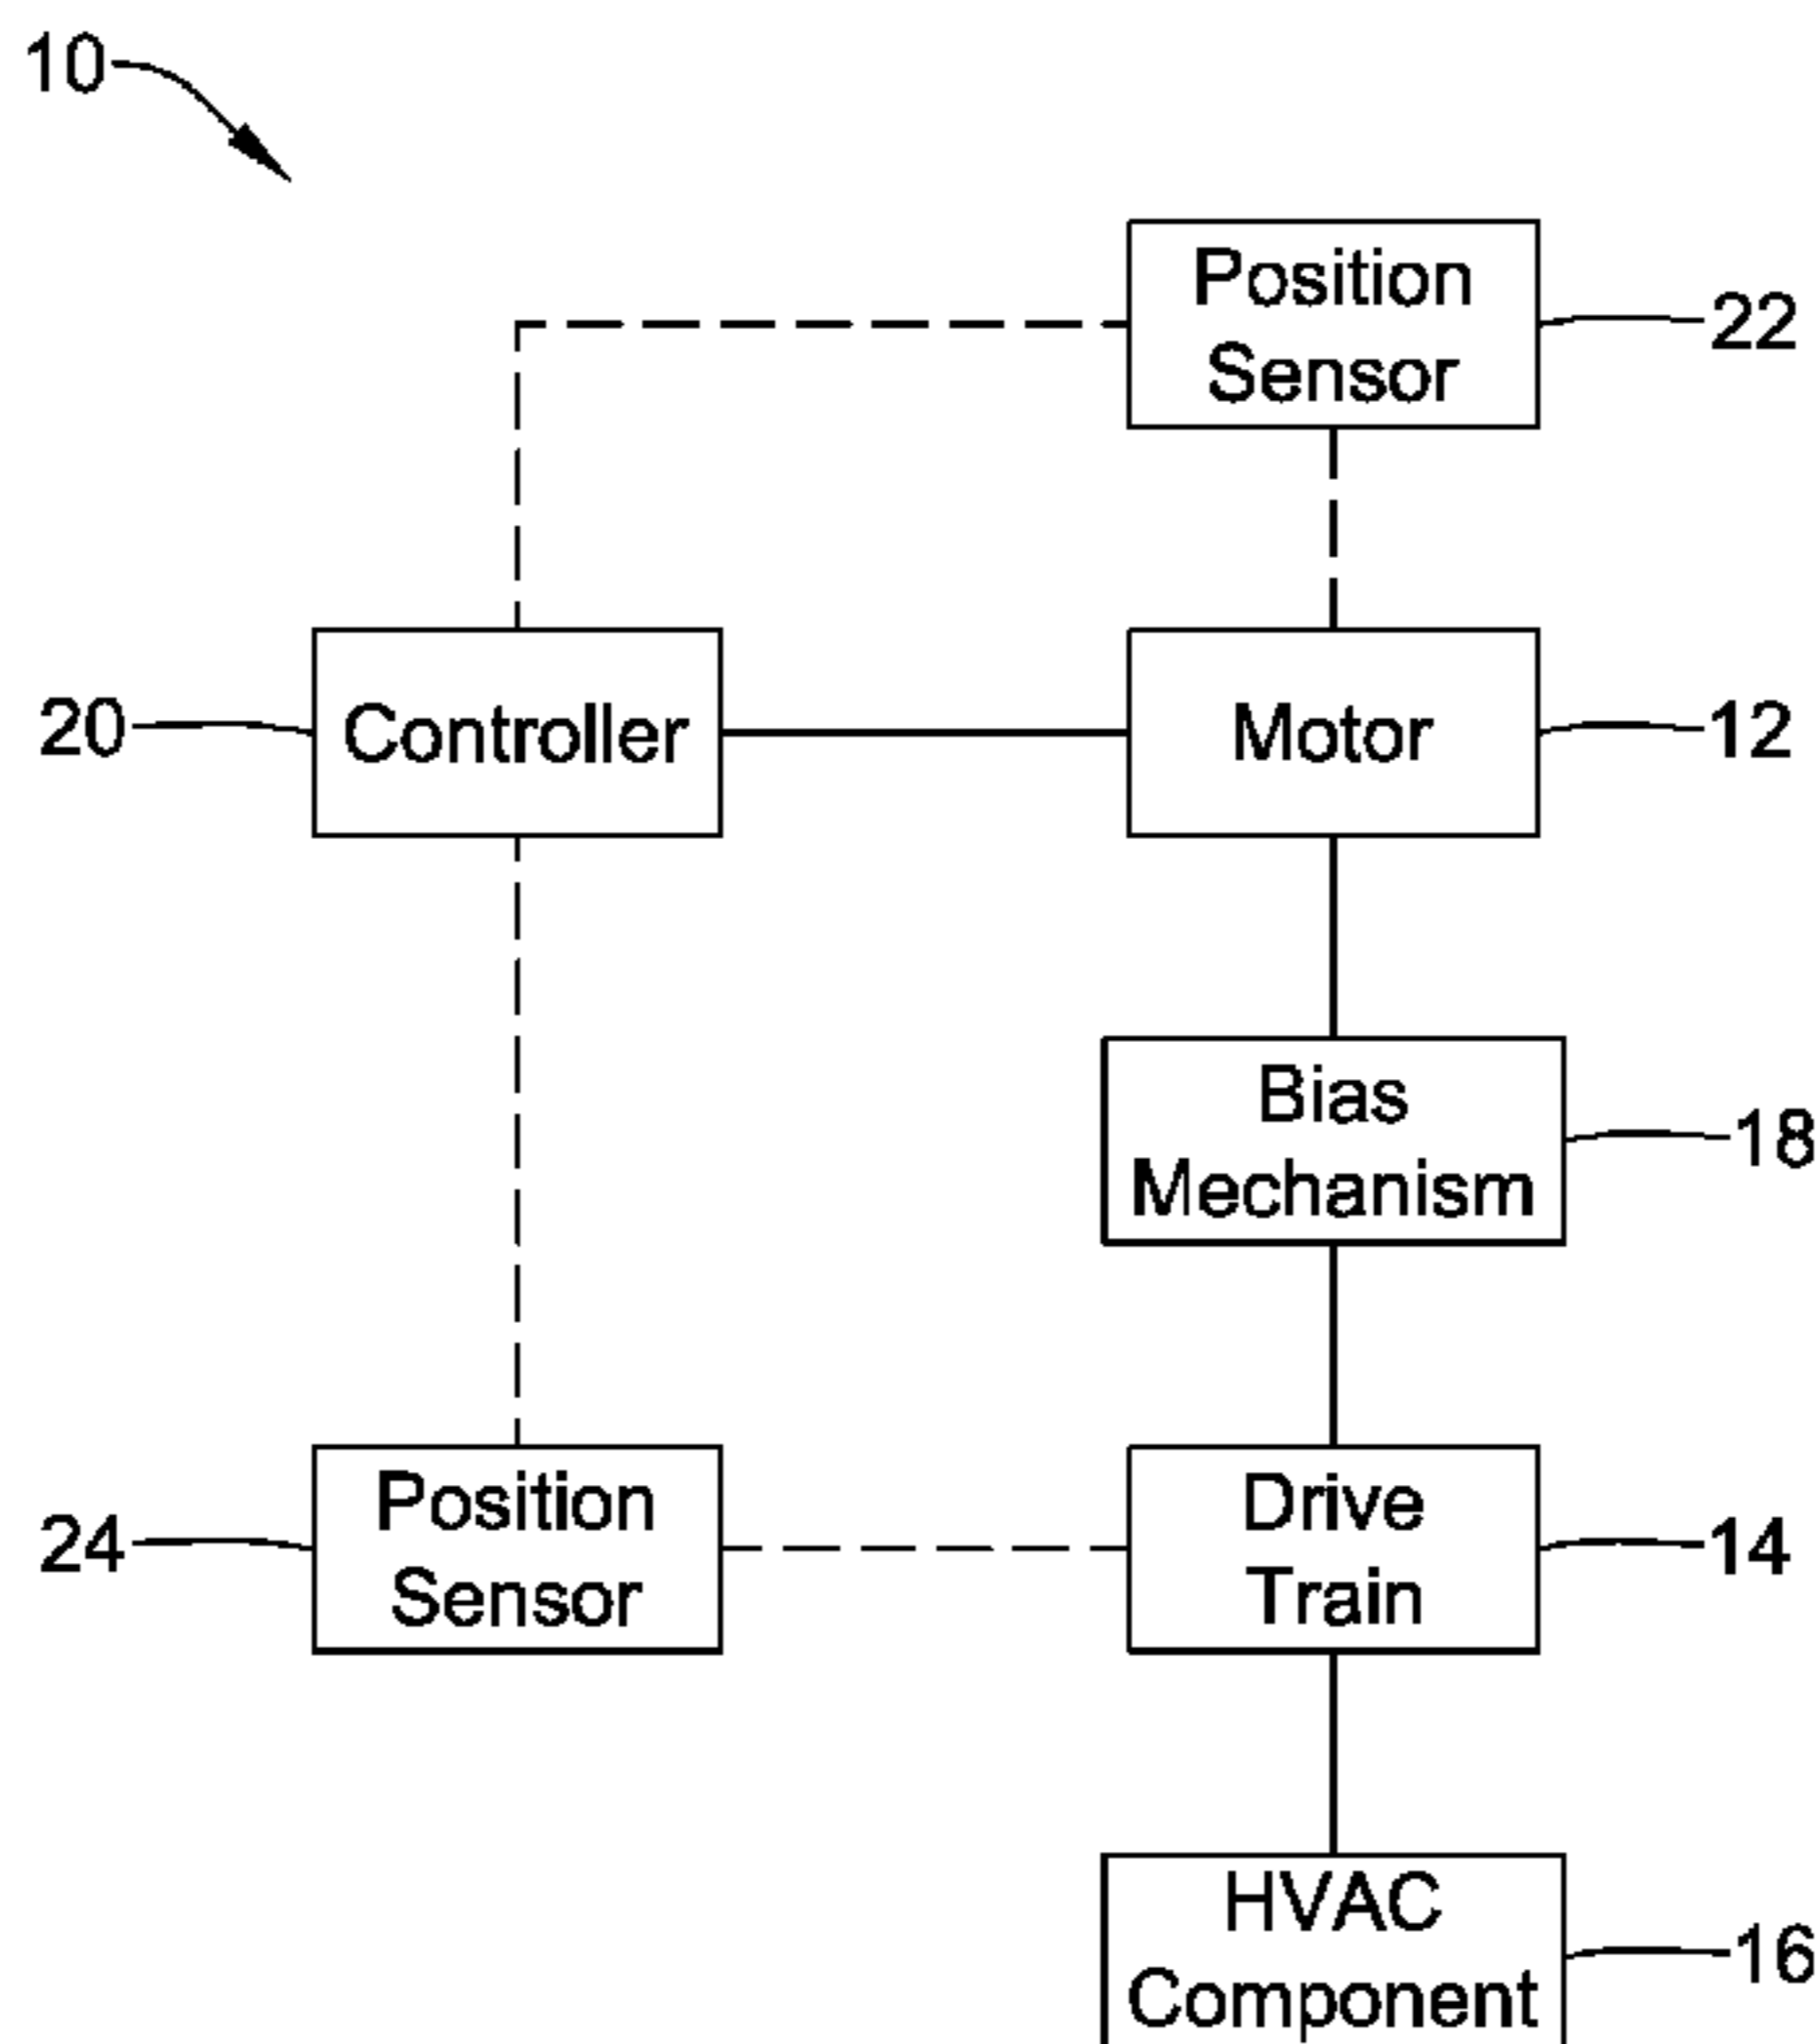 10
Position
Sensor
22
20
Controller
Motor
12
Bias
Mechanism
18
24
Position
Sensor
Drive
Train
14
HVAC
Component
16